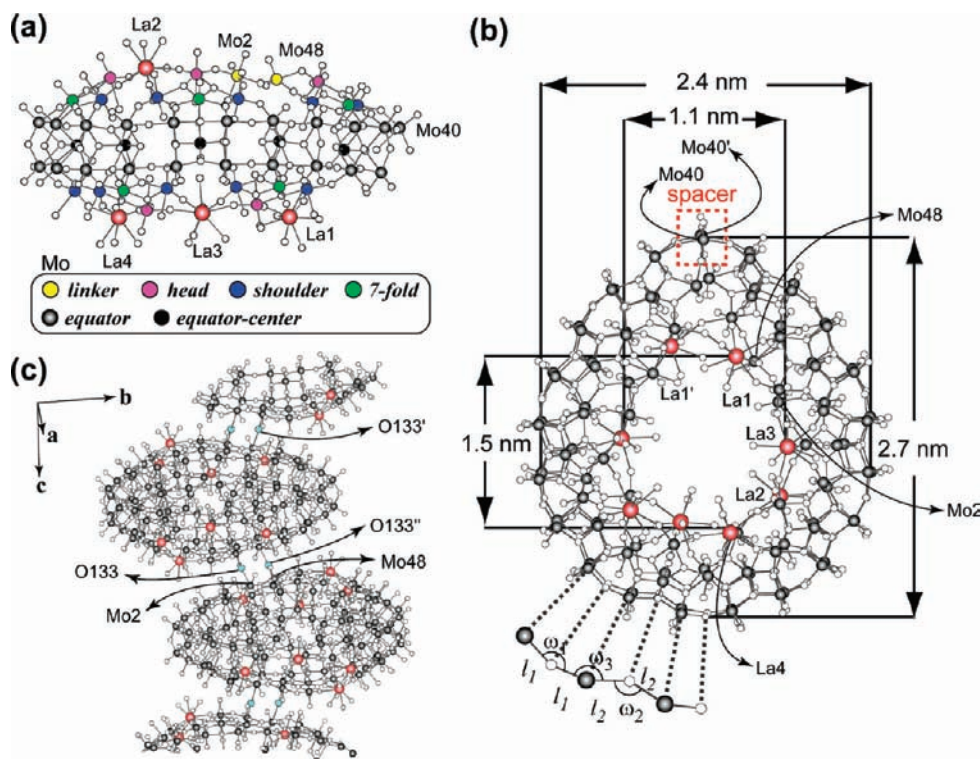 (a)
La2
Mo2
Mo48
Mo40
La4
La3
La1
Mo
linker
head
shoulder
7-fold
equator
equator-center
(b)
2.4 nm
1.1 nm
Mo40'
Mo40
spacer
Mo48
La1'
La1
1.5 nm
La3
2.7 nm
La2
Mo2
La4
l1
ω1
l1
ω3
l2
l2
ω2
(c)
b
a
c
O133'
O133''
O133
Mo48
Mo2